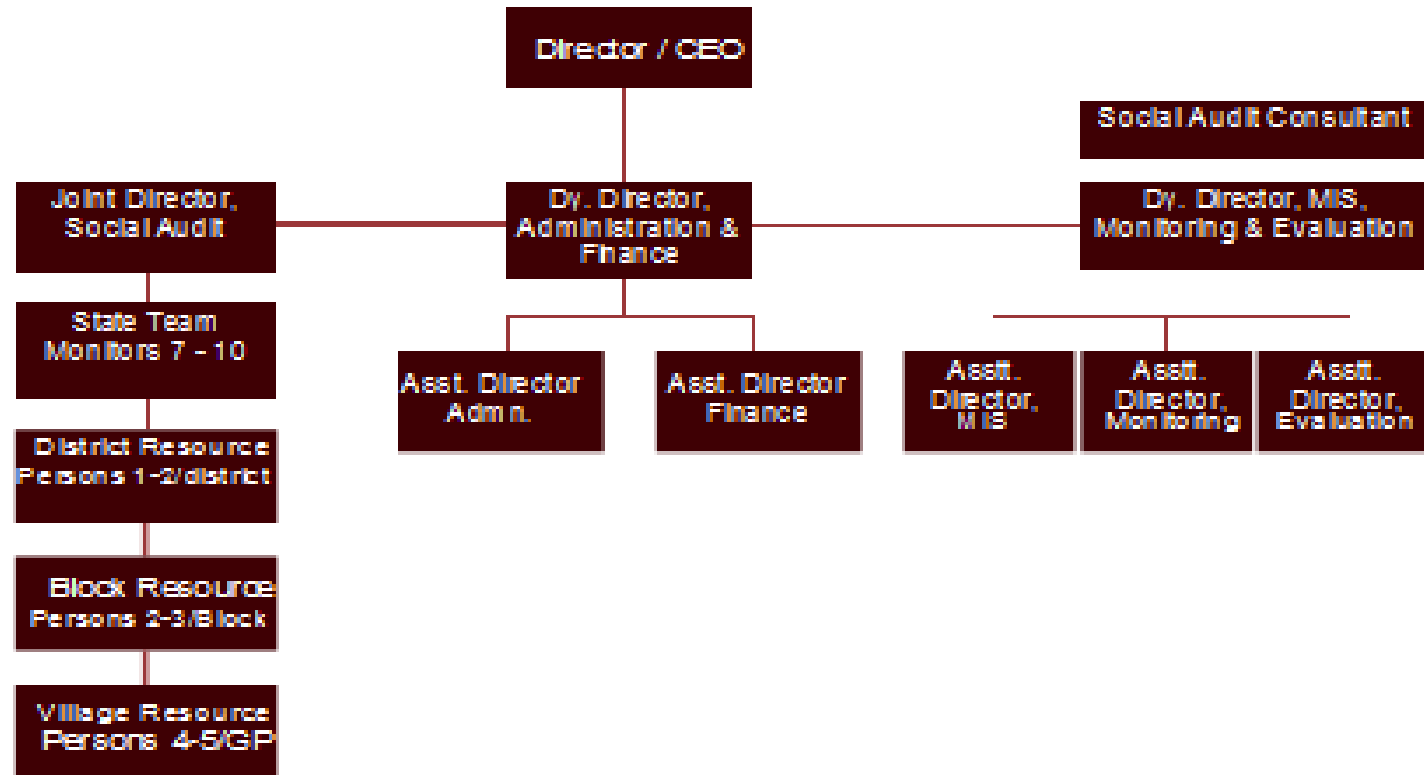 Director / CEO
Social Audit Consultant
Joint Director,
Social Audit
Dy. Director,
Administration &
Finance
Dy. Director, MIS,
Monitoring & Evaluation
State Team
Monitors 7 - 10
Asst. Director
Admn.
Asst. Director
Finance
Asstt.
Director,
MIS
Asstt.
Director,
Monitoring
Asstt.
Director,
Evaluation
District Resource
Persons 1-2/district
Block Resource
Persons 2-3/Block
Village Resource
Persons 4-5/GP